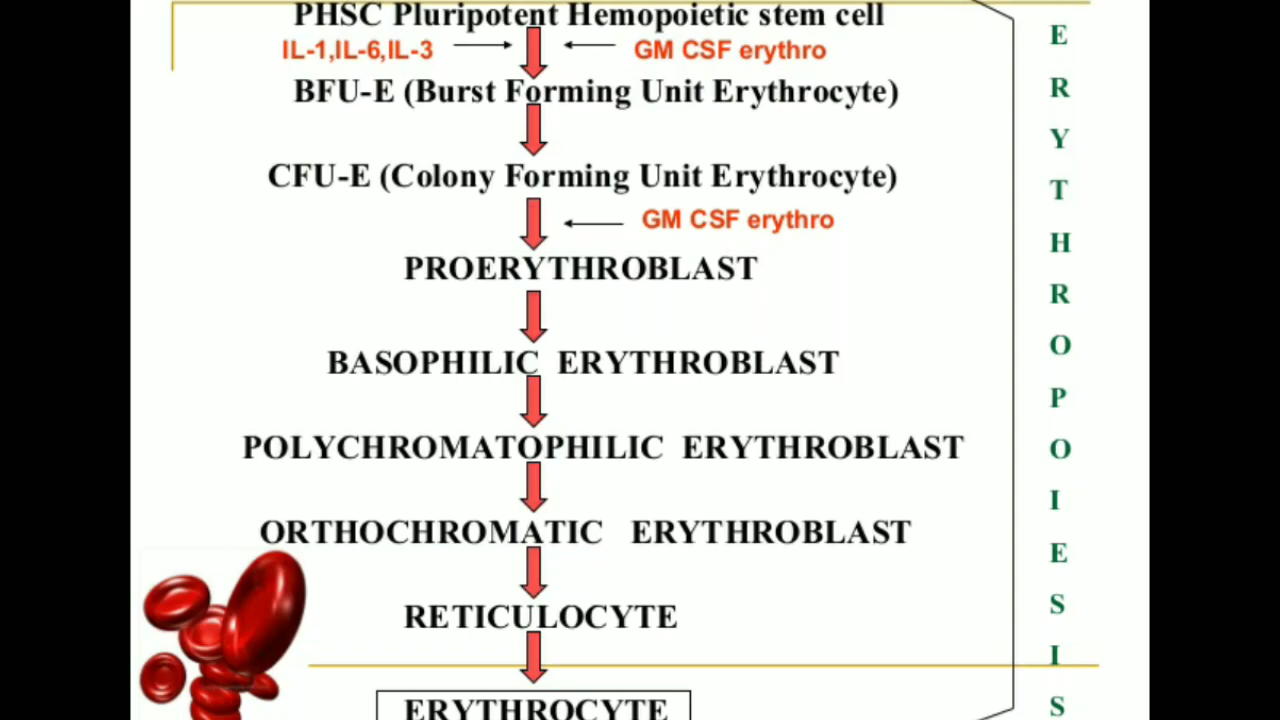 PHSC Pluripotent Hemopoietic stem cell
IL-1,IL-6,IL-3
GM CSF erythro
BFU-E (Burst Forming Unit Erythrocyte)
CFU-E (Colony Forming Unit Erythrocyte)
GM CSF erythro
PROERYTHROBLAST
BASOPHILIC ERYTHROBLAST
POLYCHROMATOPHILIC ERYTHROBLAST
ORTHOCHROMATIC ERYTHROBLAST
RETICULOCYTE
ERYTHROCYTE
E
R
Y
T
H
R
O
P
O
I
E
S
I
S